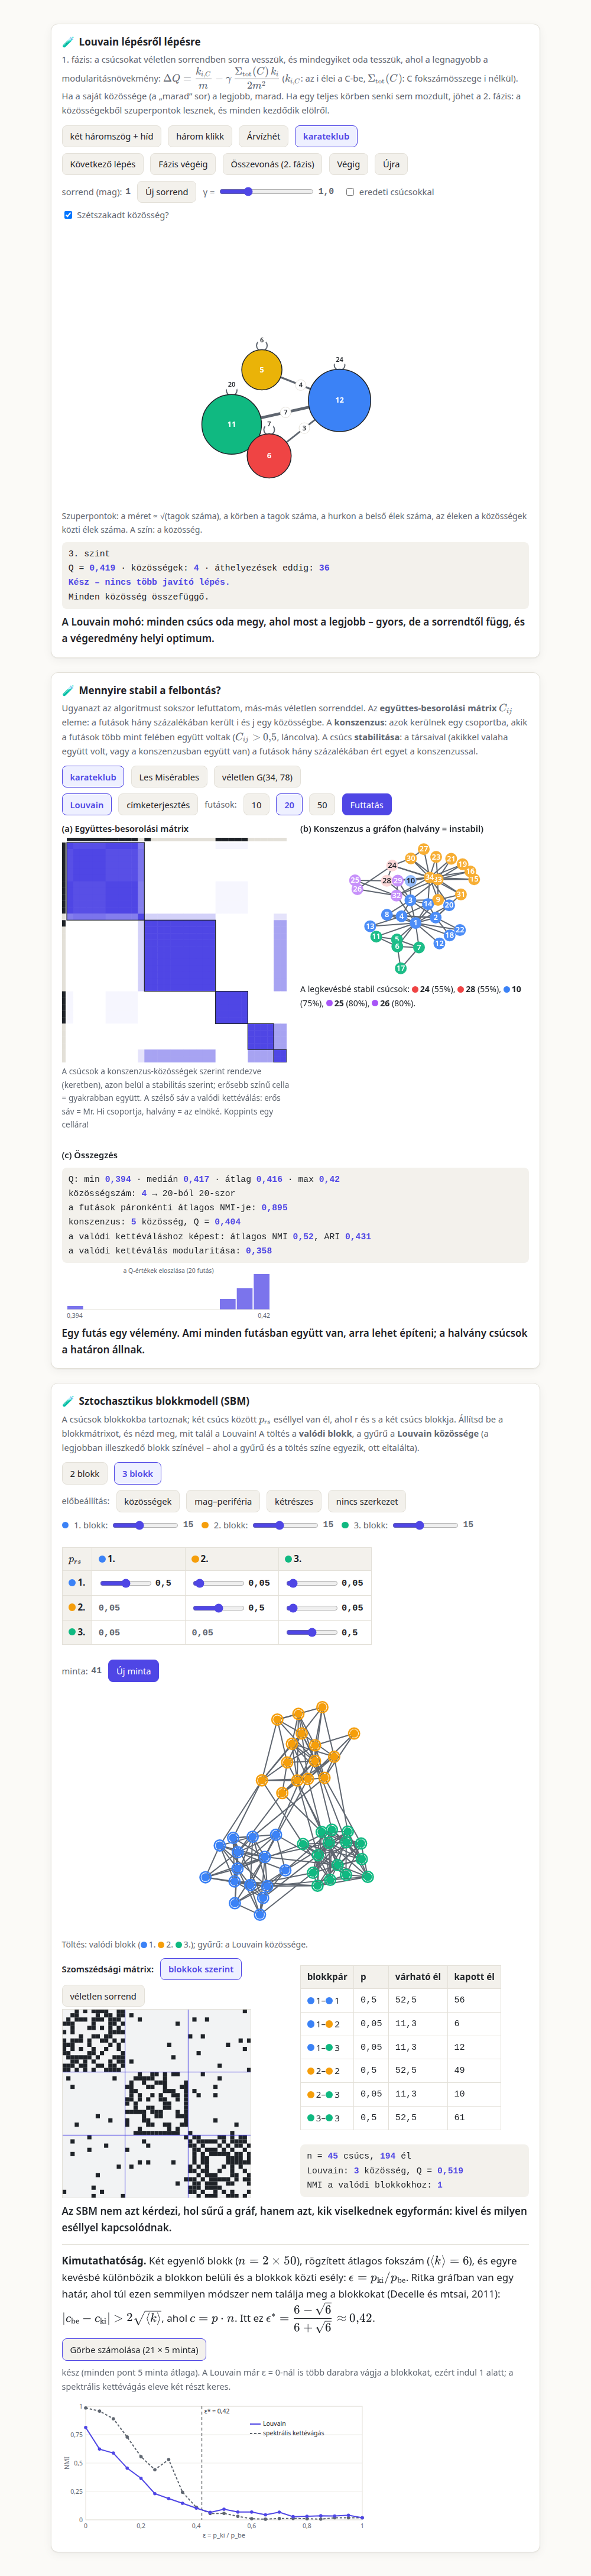 🧪 Louvain lépésről lépésre
1. fázis: a csúcsokat véletlen sorrendben sorra vesszük, és mindegyiket oda tesszük, ahol a legnagyobb a
modularitásnövekmény: ΔQ = k_{i,C}/m − γ Σ_tot(C) k_i / 2m² (k_{i,C}: az i élei a C-be, Σ_tot(C): C fokszámösszege i nélkül).
Ha a saját közössége (a „marad” sor) a legjobb, marad. Ha egy teljes körben senki sem mozdult, jöhet a 2. fázis: a
közösségekből szuperpontok lesznek, és minden kezdődik elölről.
két háromszög + híd három klikk Árvízhét karateklub
Következő lépés Fázis végéig Összevonás (2. fázis) Végig Újra
sorrend (mag): 1 Új sorrend γ = 1,0 eredeti csúcsokkal
Szétszakadt közösség?
6
5
24
4
20
12
7
11
7
3
6
Szuperpontok: a méret = √(tagok száma), a körben a tagok száma, a hurkon a belső élek száma, az éleken a közösségek
közti élek száma. A szín: a közösség.
3. szint
Q = 0,419 · közösségek: 4 · áthelyezések eddig: 36
Kész – nincs több javító lépés.
Minden közösség összefüggő.
A Louvain mohó: minden csúcs oda megy, ahol most a legjobb – gyors, de a sorrendtől függ, és
a végeredmény helyi optimum.
🧪 Mennyire stabil a felbontás?
Ugyanazt az algoritmust sokszor lefuttatom, más-más véletlen sorrenddel. Az együttes-besorolási mátrix C_ij
eleme: a futások hány százalékában került i és j egy közösségbe. A konszenzus: azok kerülnek egy csoportba, akik
a futások több mint felében együtt voltak (C_ij > 0,5, láncolva). A csúcs stabilitása: a társaival (akikkel valaha
együtt volt, vagy a konszenzusban együtt van) a futások hány százalékában ért egyet a konszenzussal.
karateklub Les Misérables véletlen G(34, 78)
Louvain címketerjesztés futások: 10 20 50 Futtatás
(a) Együttes-besorolási mátrix
(b) Konszenzus a gráfon (halvány = instabil)
A legkevésbé stabil csúcsok: 24 (55%), 28 (55%), 10
(75%), 25 (80%), 26 (80%).
A csúcsok a konszenzus-közösségek szerint rendezve
(keretben), azon belül a stabilitás szerint; erősebb színű cella
= gyakrabban együtt. A szélső sáv a valódi kettéválás: erős
sáv = Mr. Hi csoportja, halvány = az elnöké. Koppints egy
cellára!
(c) Összegzés
Q: min 0,394 · medián 0,417 · átlag 0,416 · max 0,42
közösségszám: 4 → 20-ból 20-szor
a futások páronkénti átlagos NMI-je: 0,895
konszenzus: 5 közösség, Q = 0,404
a valódi kettéváláshoz képest: átlagos NMI 0,52, ARI 0,431
a valódi kettéválás modularitása: 0,358
a Q-értékek eloszlása (20 futás)
0,394 0,42
Egy futás egy vélemény. Ami minden futásban együtt van, arra lehet építeni; a halvány csúcsok
a határon állnak.
🧪 Sztochasztikus blokkmodell (SBM)
A csúcsok blokkokba tartoznak; két csúcs között p_rs eséllyel van él, ahol r és s a két csúcs blokkja. Állítsd be a
blokkmátrixot, és nézd meg, mit talál a Louvain! A töltés a valódi blokk, a gyűrű a Louvain közössége (a
legjobban illeszkedő blokk színével – ahol a gyűrű és a töltés színe egyezik, ott eltalálta).
2 blokk 3 blokk
előbeállítás: közösségek mag–periféria kétrészes nincs szerkezet
1. blokk: 15 2. blokk: 15 3. blokk: 15
p_rs 1. 2. 3.
1. 0,5 0,05 0,05
2. 0,05 0,5 0,05
3. 0,05 0,05 0,5
minta: 41 Új minta
Töltés: valódi blokk (1. 2. 3.); gyűrű: a Louvain közössége.
Szomszédsági mátrix: blokkok szerint
véletlen sorrend
blokkpár p várható él kapott él
1–1 0,5 52,5 56
1–2 0,05 11,3 6
1–3 0,05 11,3 12
2–2 0,5 52,5 49
2–3 0,05 11,3 10
3–3 0,5 52,5 61
n = 45 csúcs, 194 él
Louvain: 3 közösség, Q = 0,519
NMI a valódi blokkokhoz: 1
Az SBM nem azt kérdezi, hol sűrű a gráf, hanem azt, kik viselkednek egyformán: kivel és milyen
eséllyel kapcsolódnak.
Kimutathatóság. Két egyenlő blokk (n = 2 × 50), rögzített átlagos fokszám (⟨k⟩ = 6), és egyre
kevésbé különbözik a blokkon belüli és a blokkok közti esély: ϵ = p_ki/p_be. Ritka gráfban van egy
határ, ahol túl ezen semmilyen módszer nem találja meg a blokkokat (Decelle és mtsai, 2011):
|c_be − c_ki| > 2√⟨k⟩, ahol c = p · n. Itt ez ϵ* = (6 − √6)/(6 + √6) ≈ 0,42.
Görbe számolása (21 × 5 minta)
kész (minden pont 5 minta átlaga). A Louvain már ε = 0-nál is több darabra vágja a blokkokat, ezért indul 1 alatt; a
spektrális kettévágás eleve két részt keres.
ε* = 0,42
Louvain
spektrális kettévágás
NMI
1
0,75
0,5
0,25
0
0 0,2 0,4 0,6 0,8 1
ε = p_ki / p_be